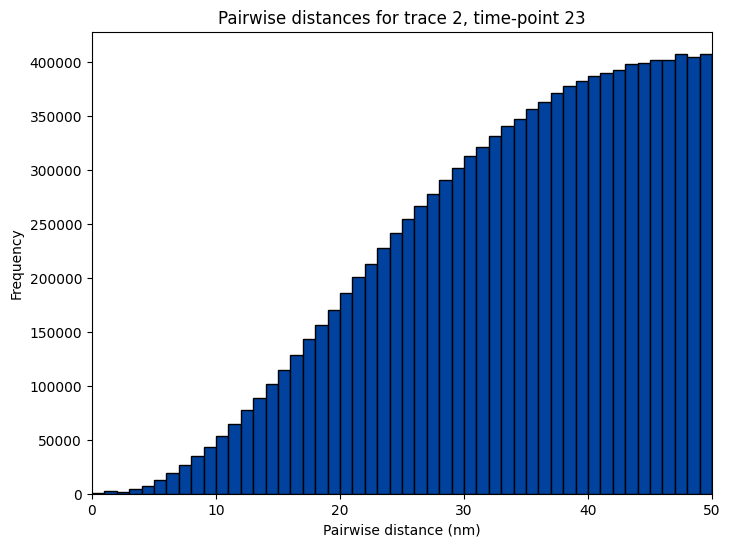 Pairwise distances for trace 2, time-point 23
Frequency
400000
350000
300000
250000
200000
150000
100000
50000
0
0 10 20 30 40 50
Pairwise distance (nm)